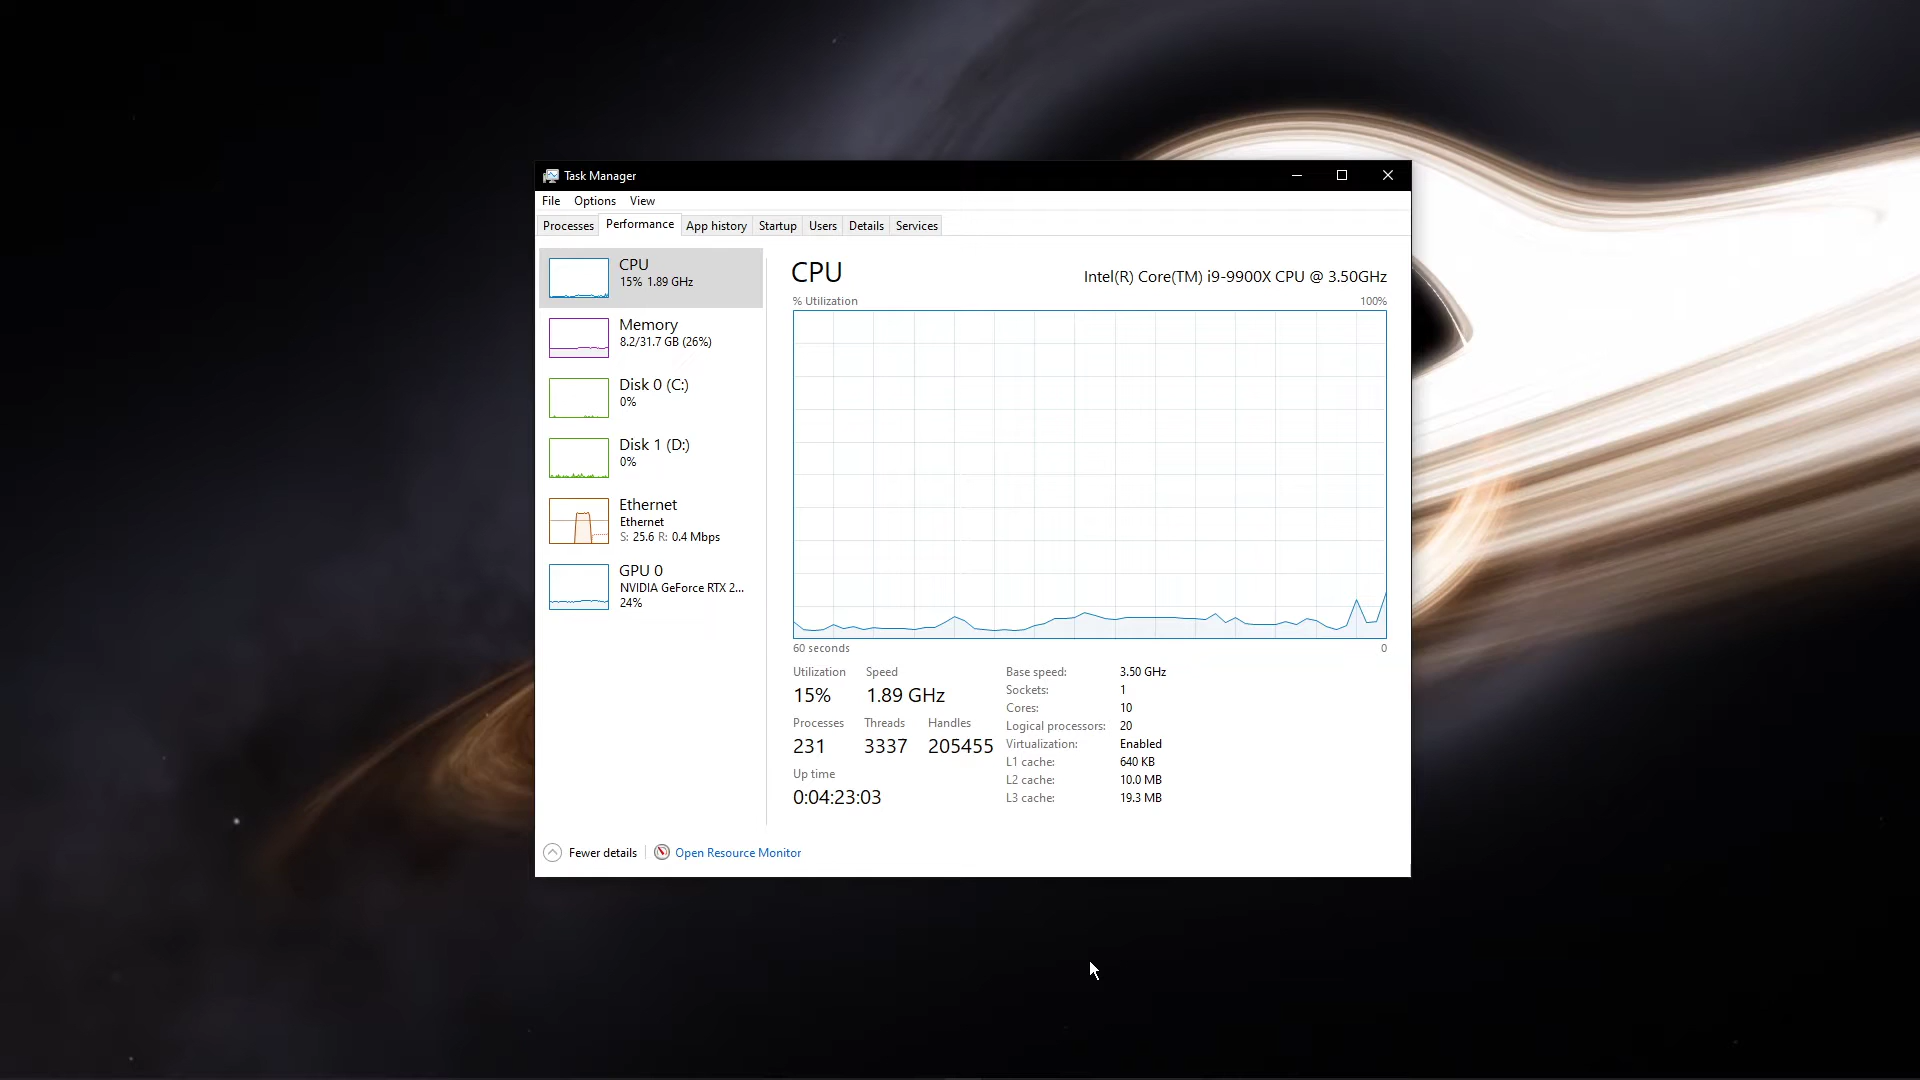 Task Manager
File Options View
Processes Performance App history Startup Users Details Services
CPU
15% 1.89 GHz
Memory
8.2/31.7 GB (26%)
Disk 0 (C:)
0%
Disk 1 (D:)
0%
Ethernet
Ethernet
S: 25.6 R: 0.4 Mbps
GPU 0
NVIDIA GeForce RTX 2...
24%
CPU Intel(R) Core(TM) i9-9900X CPU @ 3.50GHz
% Utilization 100%
60 seconds 0
Utilization Speed
15% 1.89 GHz
Processes Threads Handles
231 3337 205455
Up time
0:04:23:03
Base speed: 3.50 GHz
Sockets: 1
Cores: 10
Logical processors: 20
Virtualization: Enabled
L1 cache: 640 KB
L2 cache: 10.0 MB
L3 cache: 19.3 MB
Fewer details Open Resource Monitor